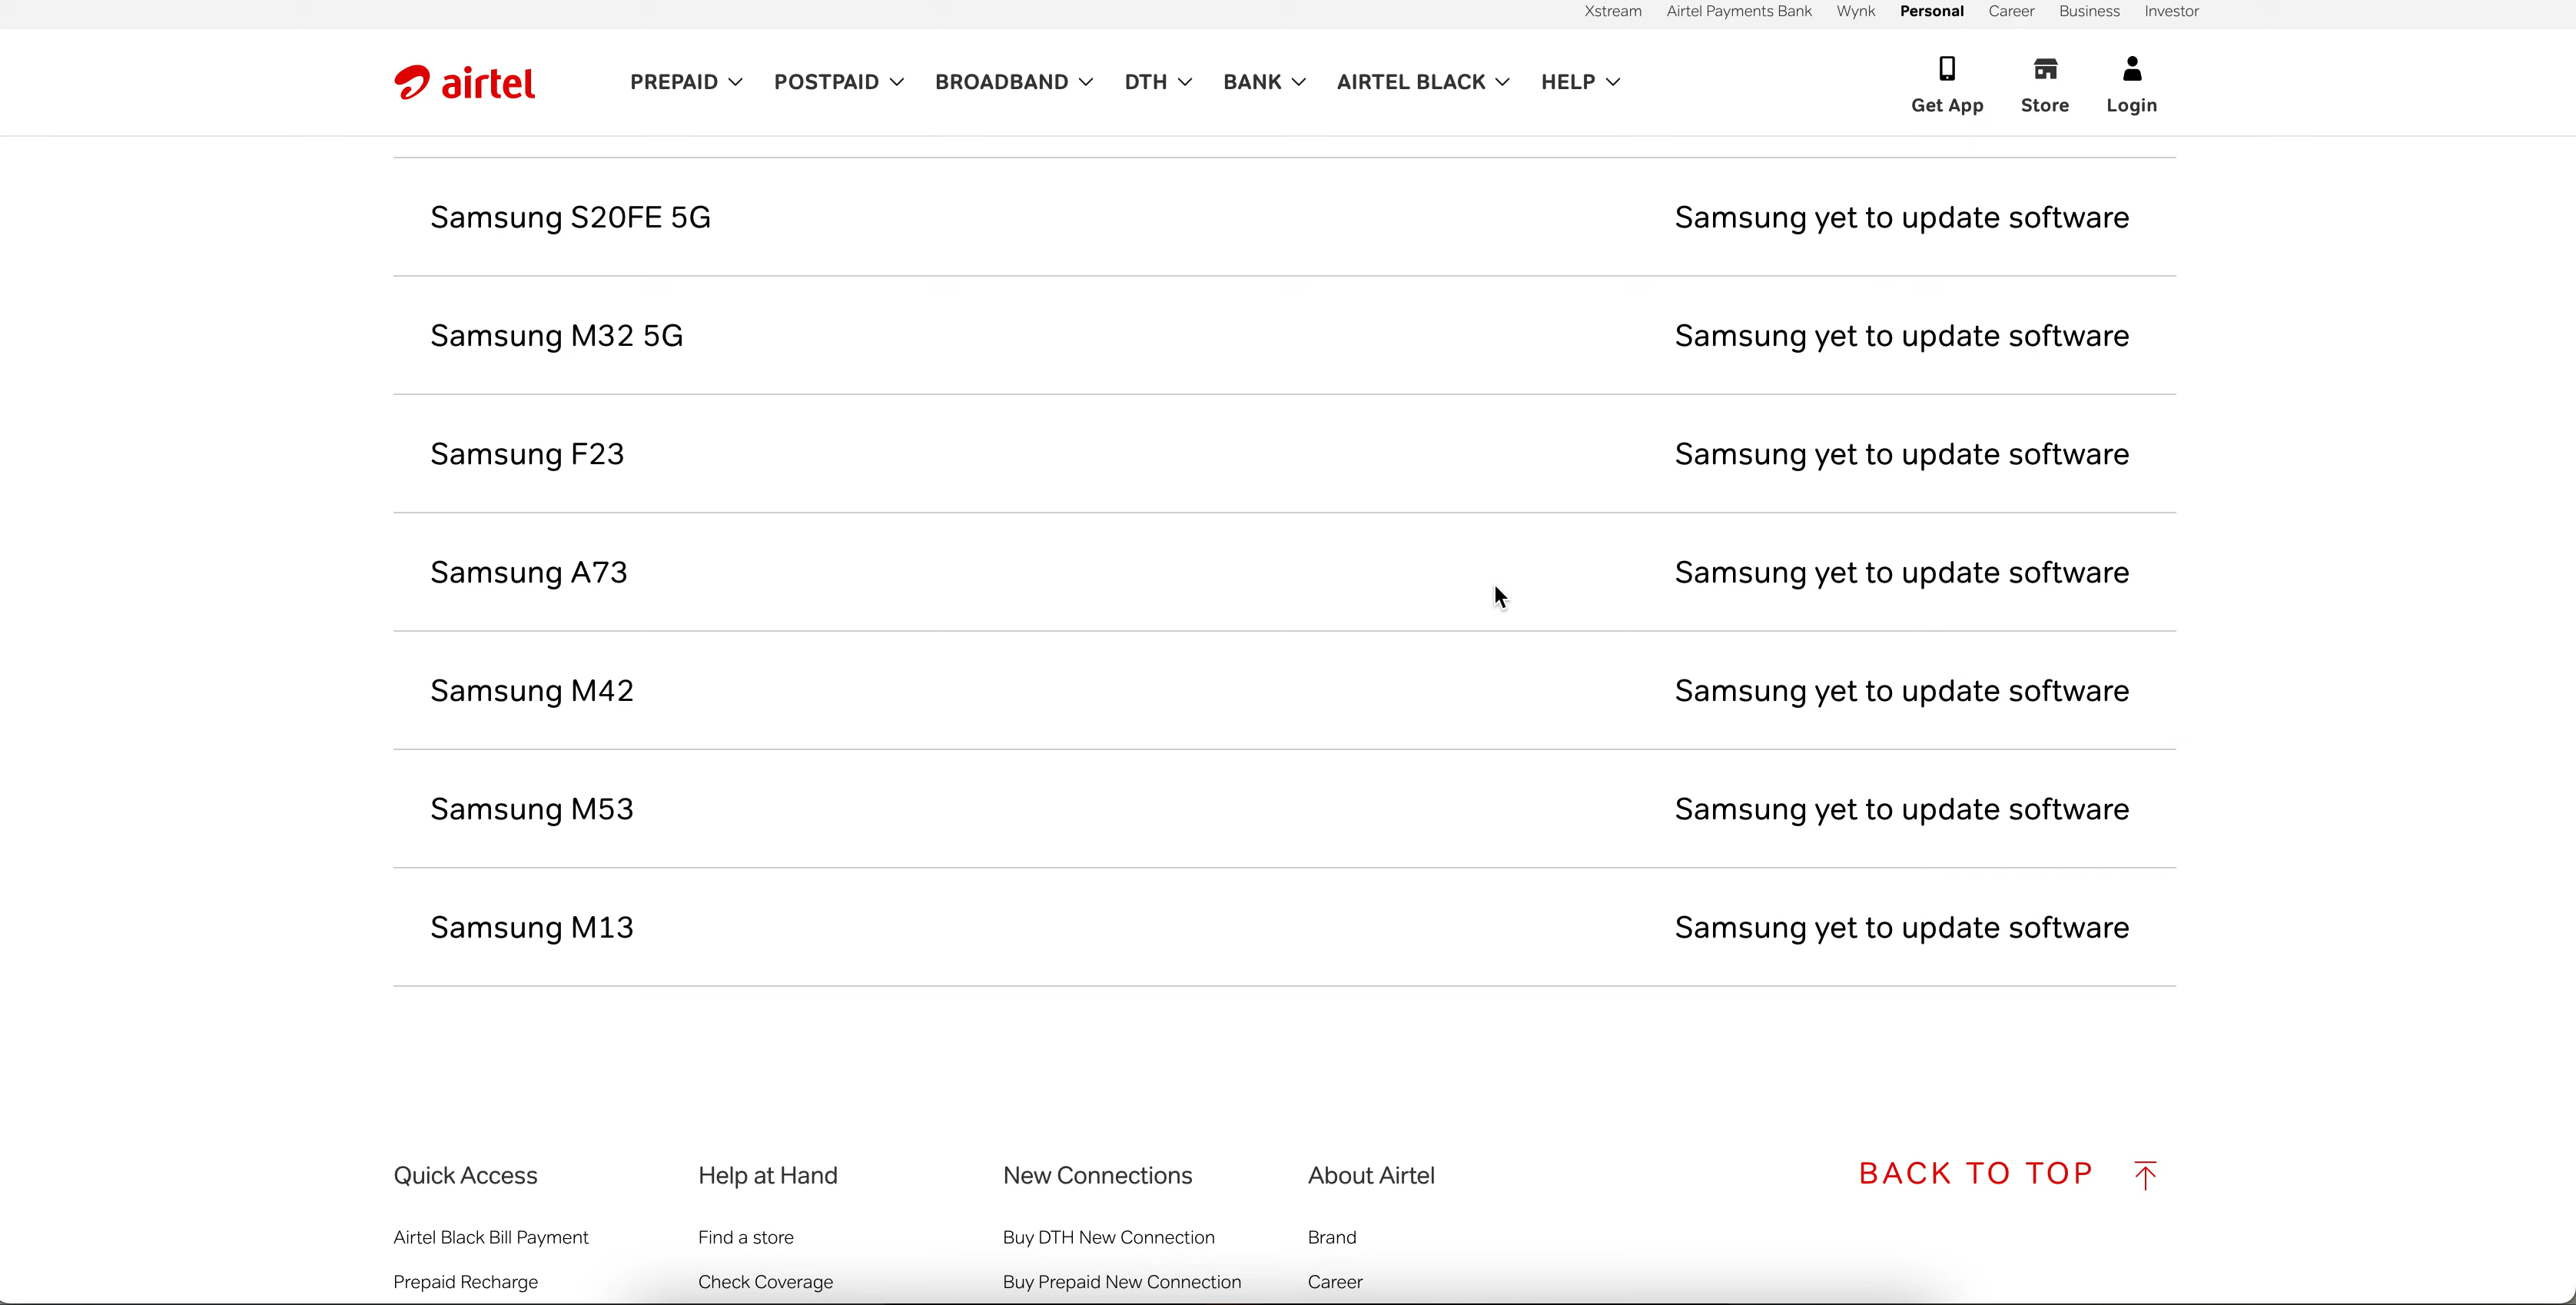 Xstream Airtel Payments Bank Wynk Personal Career Business Investor
airtel PREPAID POSTPAID BROADBAND DTH BANK AIRTEL BLACK HELP Get App Store Login
Samsung S20FE 5G Samsung yet to update software
Samsung M32 5G Samsung yet to update software
Samsung F23 Samsung yet to update software
Samsung A73 Samsung yet to update software
Samsung M42 Samsung yet to update software
Samsung M53 Samsung yet to update software
Samsung M13 Samsung yet to update software
Quick Access Help at Hand New Connections About Airtel BACK TO TOP
Airtel Black Bill Payment Find a store Buy DTH New Connection Brand
Prepaid Recharge Check Coverage Buy Prepaid New Connection Career